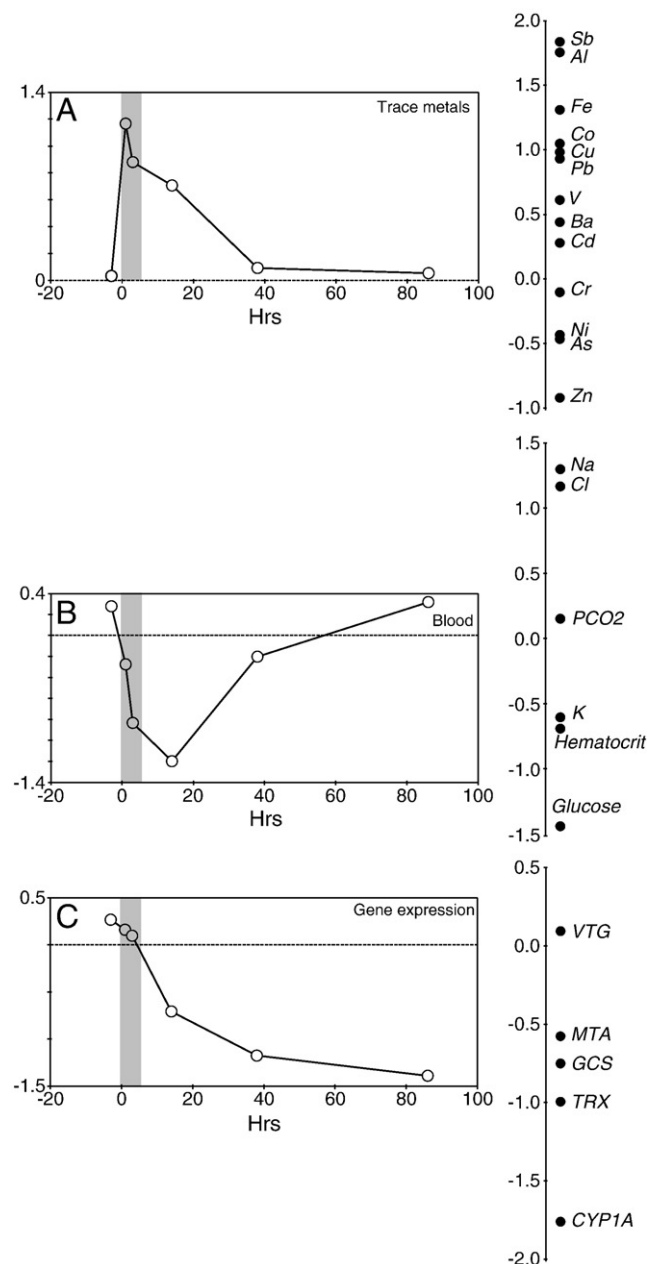 1.4
A
Trace metals
0
-20 0 20 40 60 80 100
Hrs
2.0
1.5
1.0
0.5
0.0
-0.5
-1.0
Sb
Al
Fe
Co
Cu
Pb
V
Ba
Cd
Cr
Ni
As
Zn
0.4
B
Blood
-1.4
-20 0 20 40 60 80 100
Hrs
1.5
1.0
0.5
0.0
-0.5
-1.0
-1.5
Na
Cl
PCO2
K
Hematocrit
Glucose
0.5
C
Gene expression
-1.5
-20 0 20 40 60 80 100
Hrs
0.5
0.0
-0.5
-1.0
-1.5
-2.0
VTG
MTA
GCS
TRX
CYP1A